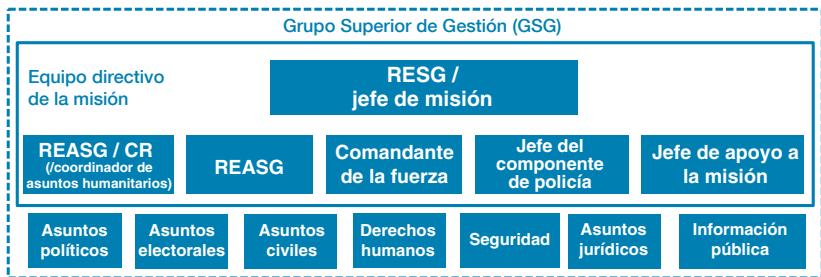 Grupo Superior de Gestión (GSG)
Equipo directivo
de la misión
RESG /
jefe de misión
REASG / CR
(/coordinador de
asuntos humanitarios)
REASG
Comandante
de la fuerza
Jefe del
componente
de policía
Jefe de apoyo a
la misión
Asuntos
políticos
Asuntos
electorales
Asuntos
civiles
Derechos
humanos
Seguridad
Asuntos
jurídicos
Información
pública